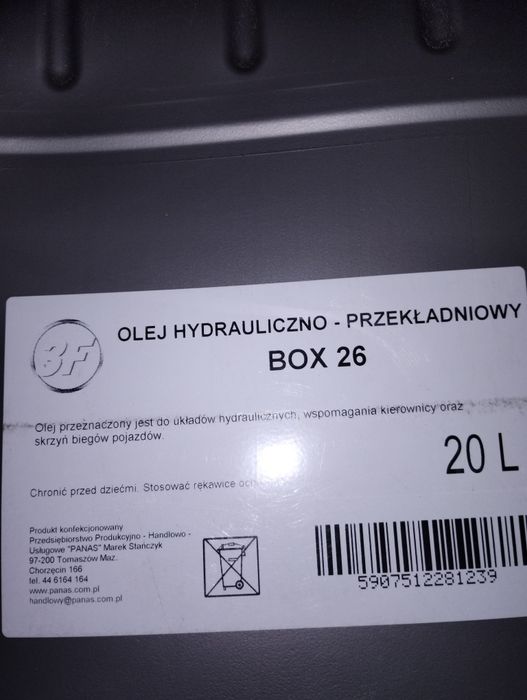 3F
OLEJ HYDRAULICZNO - PRZEKŁADNIOWY
BOX 26
Olej przeznaczony jest do układów hydraulicznych, wspomagania kierownicy oraz
skrzyń biegów pojazdów.
20 L
Chronić przed dziećmi. Stosować rękawice
Produkt konfekcjonowany
Przedsiębiorstwo Produkcyjno - Handlowo -
Usługowe "PANAS" Marek Stańczyk
97-200 Tomaszów Maz.
Chorzęcin 166
tel. 44 6164 164
www.panas.com.pl
handlowy@panas.com.pl
5907512281239